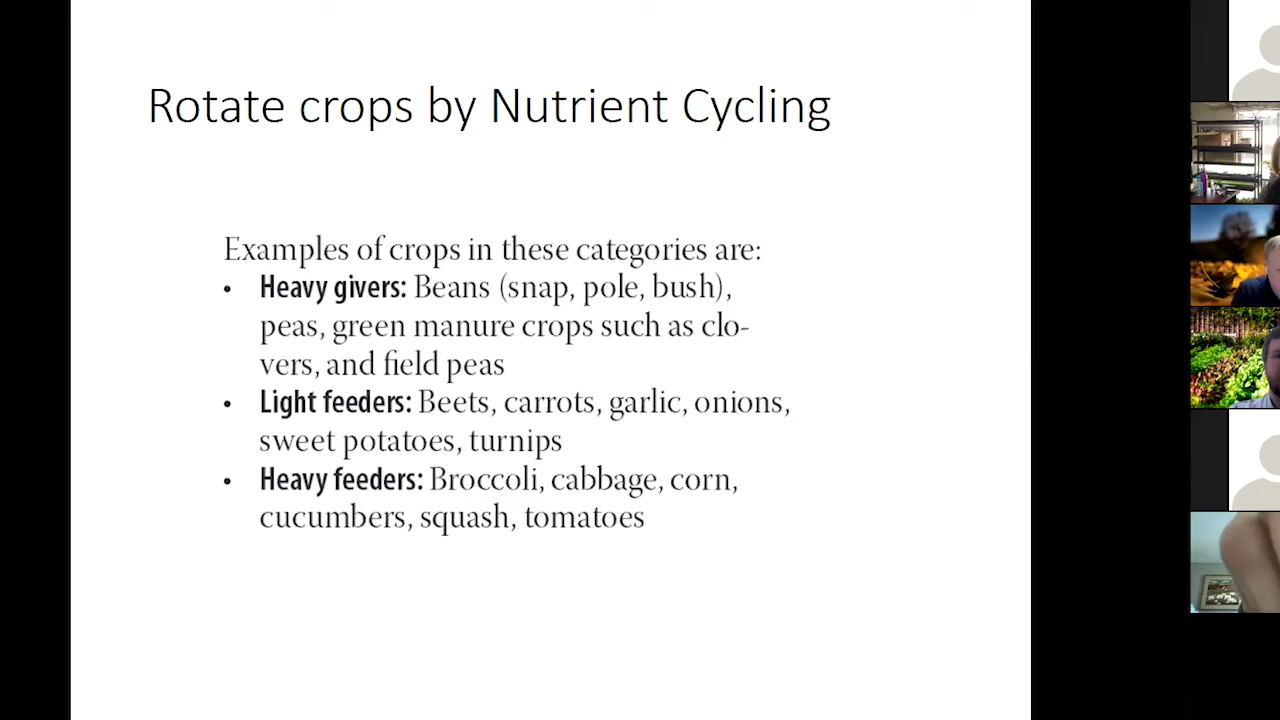 Rotate crops by Nutrient Cycling
Examples of crops in these categories are:
• Heavy givers: Beans (snap, pole, bush),
peas, green manure crops such as clo-
vers, and field peas
• Light feeders: Beets, carrots, garlic, onions,
sweet potatoes, turnips
• Heavy feeders: Broccoli, cabbage, corn,
cucumbers, squash, tomatoes